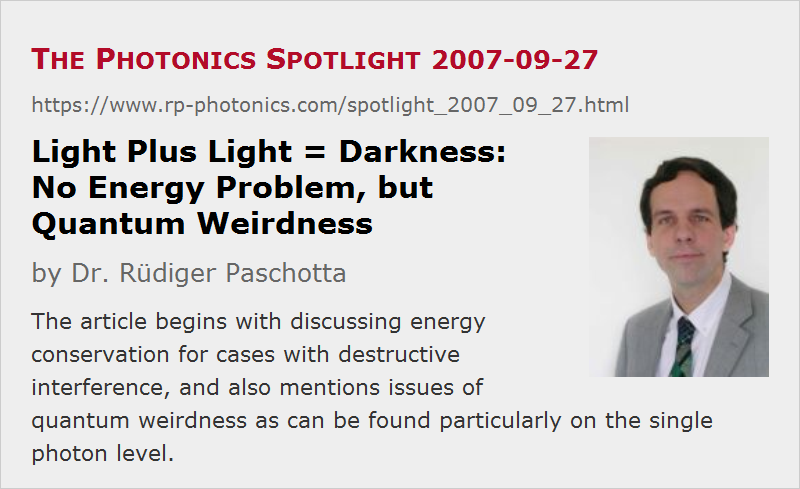 The Photonics Spotlight 2007-09-27
https://www.rp-photonics.com/spotlight_2007_09_27.html
Light Plus Light = Darkness:
No Energy Problem, but
Quantum Weirdness
by Dr. Rüdiger Paschotta
The article begins with discussing energy
conservation for cases with destructive
interference, and also mentions issues of
quantum weirdness as can be found particularly on the single
photon level.